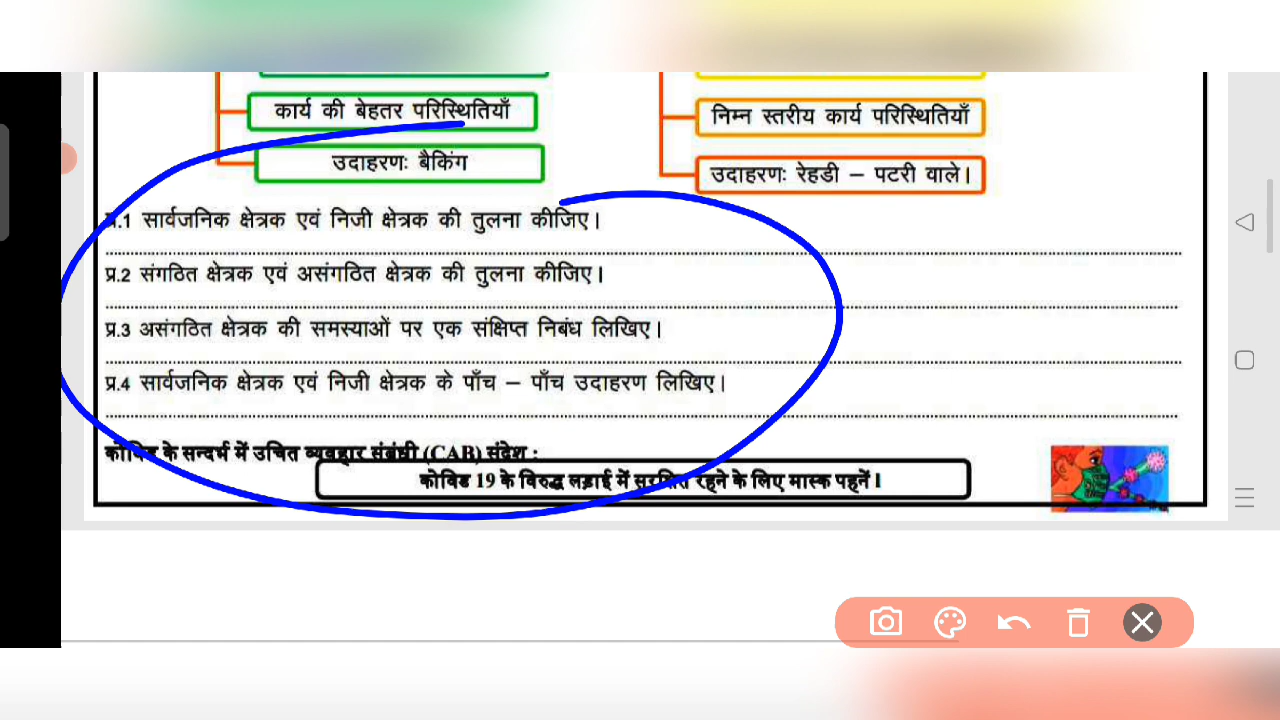 कार्य की बेहतर परिस्थितियाँ
निम्न स्तरीय कार्य परिस्थितियाँ
उदाहरणः बैकिंग
उदाहरणः रेहडी – पटरी वाले।
प्र.1 सार्वजनिक क्षेत्रक एवं निजी क्षेत्रक की तुलना कीजिए।
प्र.2 संगठित क्षेत्रक एवं असंगठित क्षेत्रक की तुलना कीजिए।
प्र.3 असंगठित क्षेत्रक की समस्याओं पर एक संक्षिप्त निबंध लिखिए।
प्र.4 सार्वजनिक क्षेत्रक एवं निजी क्षेत्रक के पाँच – पाँच उदाहरण लिखिए।
कोविड के सन्दर्भ में उचित व्यवहार संबंधी (CAB) संदेश :
कोविड 19 के विरुद्ध लड़ाई में सुरक्षित रहने के लिए मास्क पहनें।